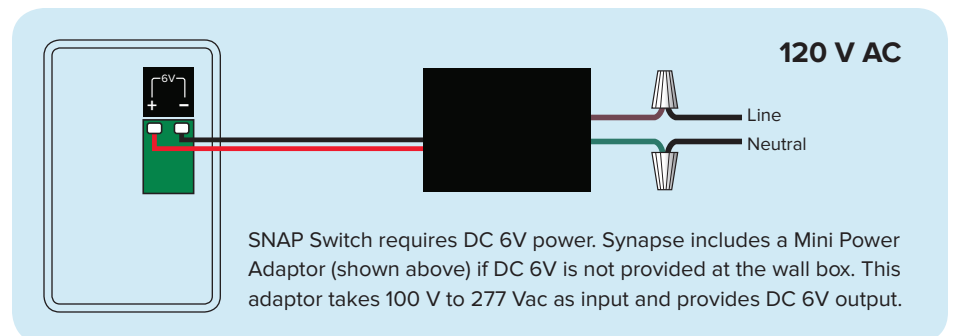 120 V AC
6V
+ −
Line
Neutral
SNAP Switch requires DC 6V power. Synapse includes a Mini Power
Adaptor (shown above) if DC 6V is not provided at the wall box. This
adaptor takes 100 V to 277 Vac as input and provides DC 6V output.